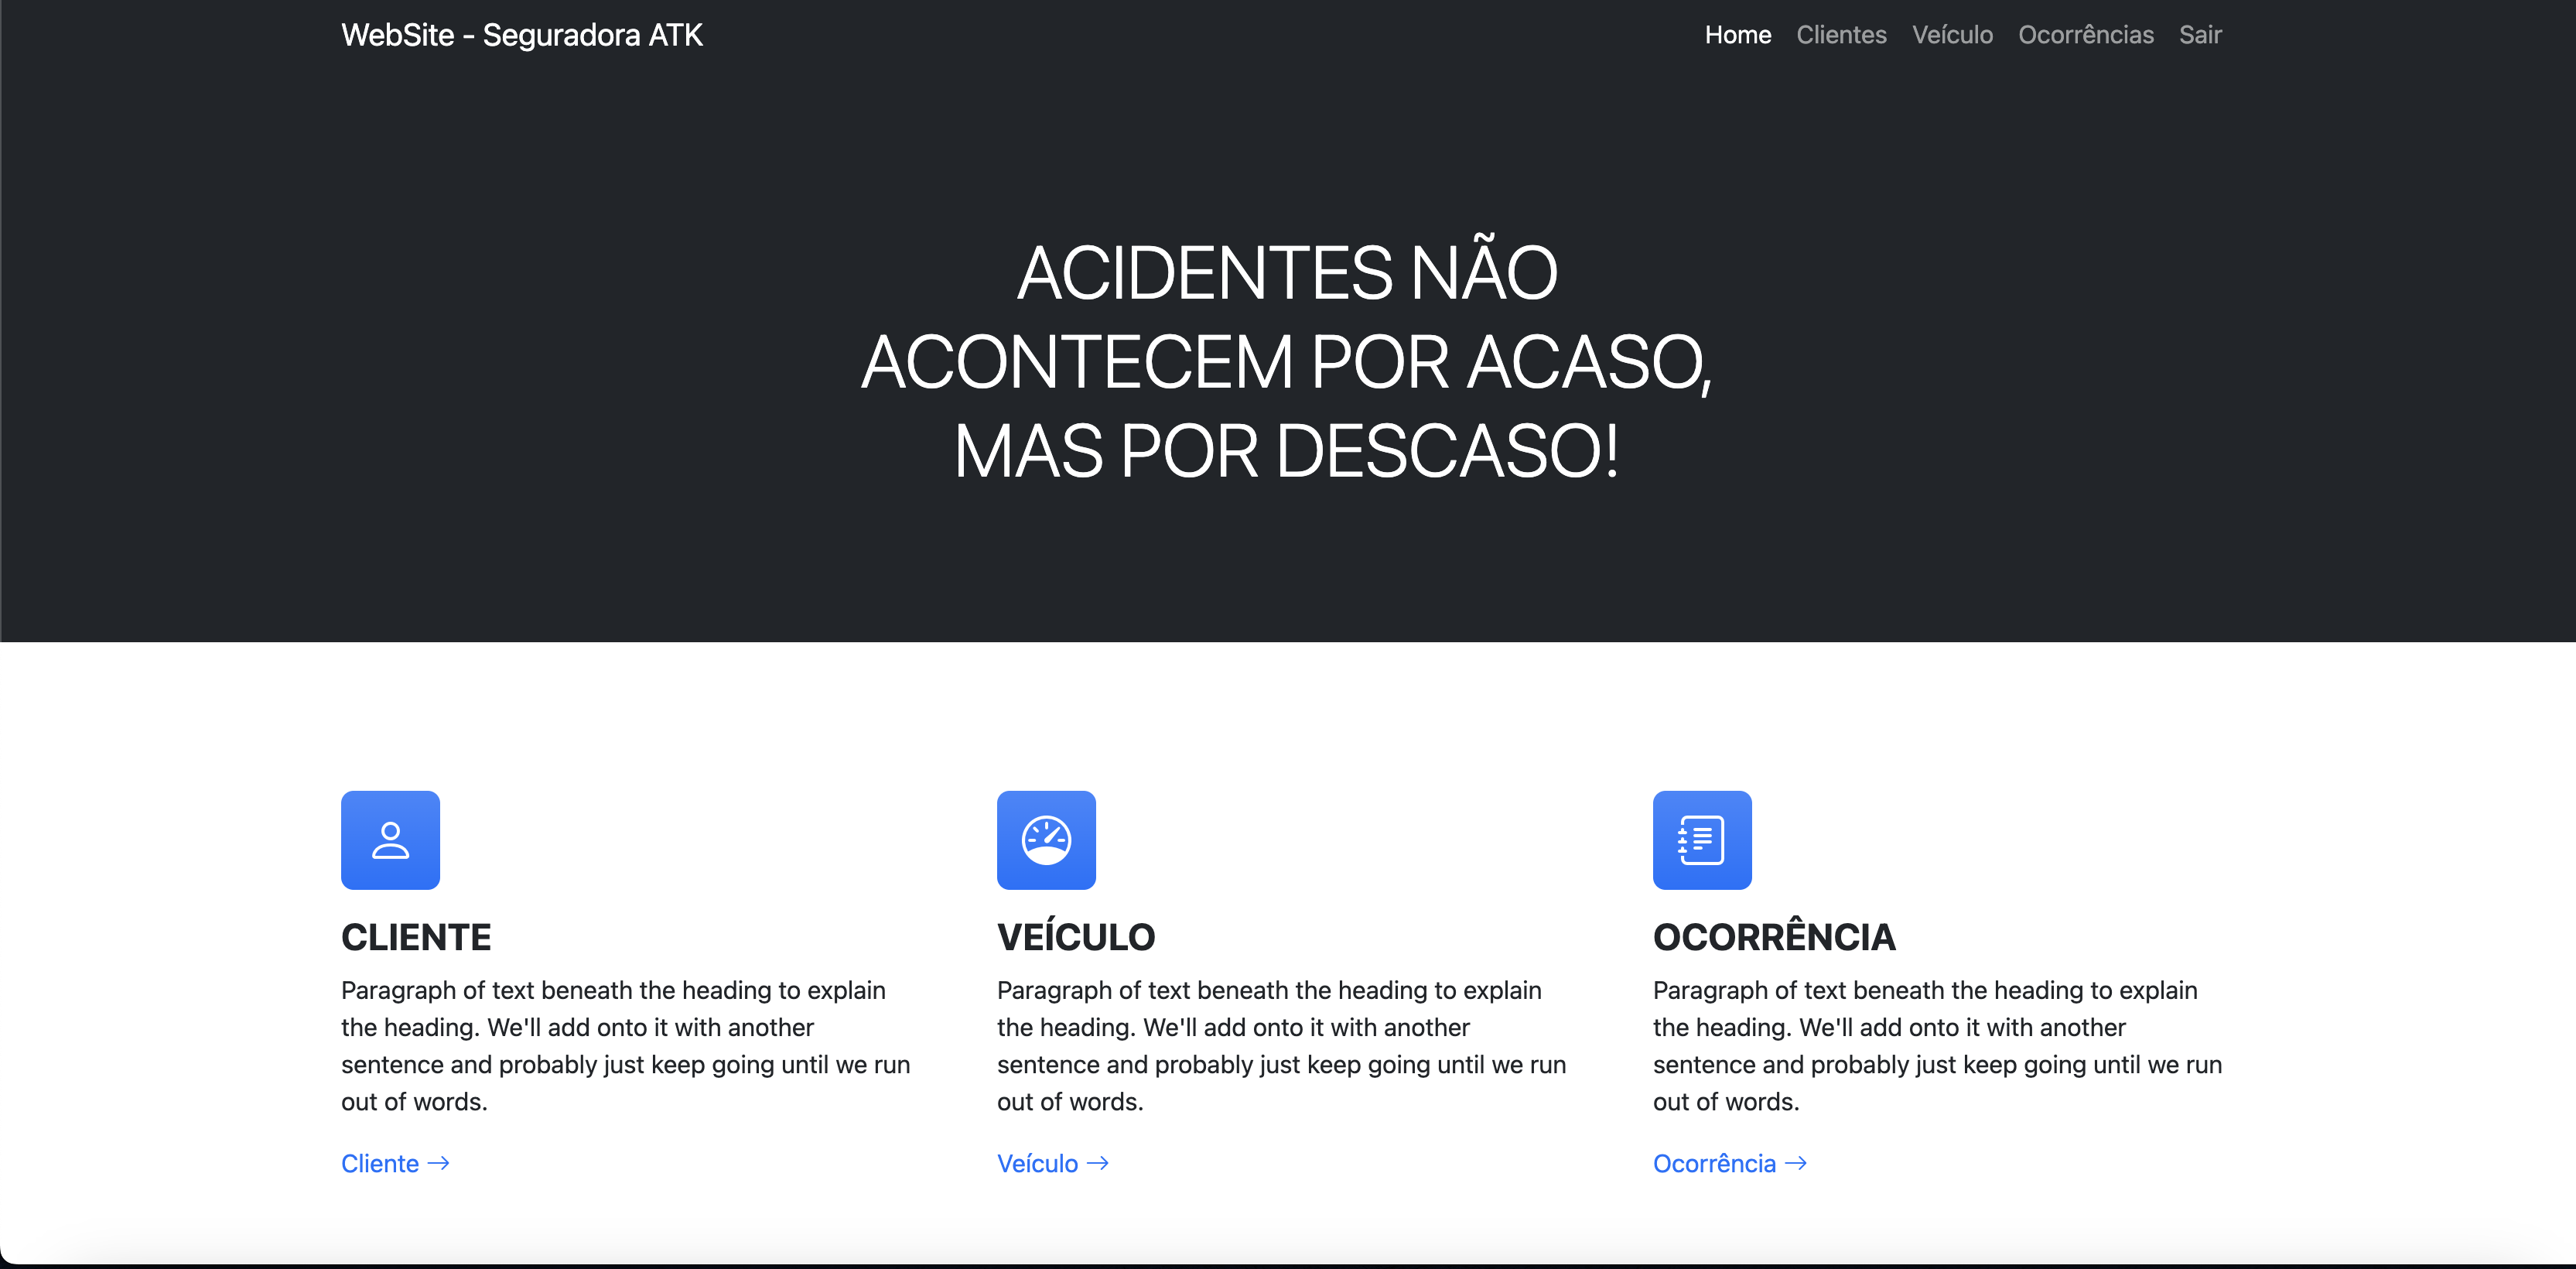 WebSite - Seguradora ATK
Home Clientes Veículo Ocorrências Sair
ACIDENTES NÃO
ACONTECEM POR ACASO,
MAS POR DESCASO!
CLIENTE
Paragraph of text beneath the heading to explain
the heading. We'll add onto it with another
sentence and probably just keep going until we run
out of words.
Cliente →
VEÍCULO
Paragraph of text beneath the heading to explain
the heading. We'll add onto it with another
sentence and probably just keep going until we run
out of words.
Veículo →
OCORRÊNCIA
Paragraph of text beneath the heading to explain
the heading. We'll add onto it with another
sentence and probably just keep going until we run
out of words.
Ocorrência →